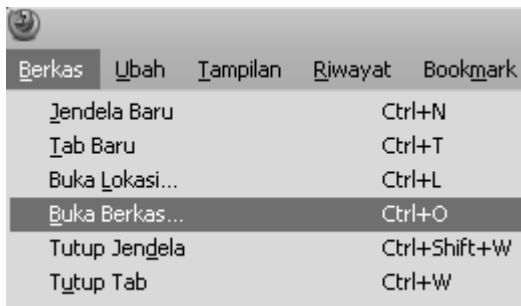 Berkas Ubah Tampilan Riwayat Bookmark
Jendela Baru Ctrl+N
Tab Baru Ctrl+T
Buka Lokasi... Ctrl+L
Buka Berkas... Ctrl+O
Tutup Jendela Ctrl+Shift+W
Tutup Tab Ctrl+W